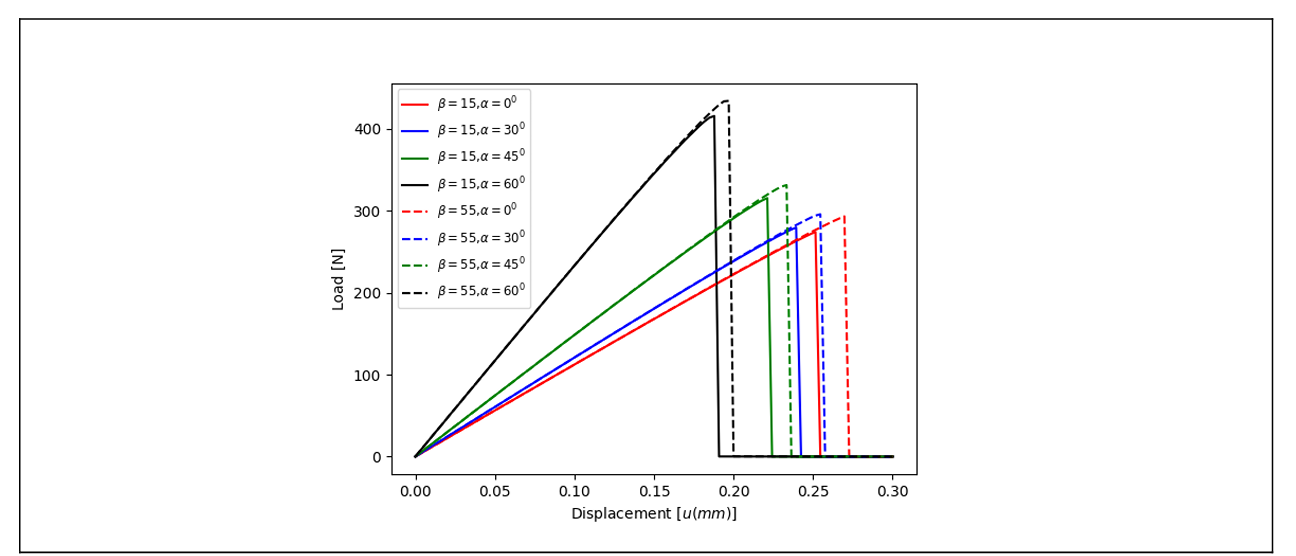 β = 15,α = 0⁰
β = 15,α = 30⁰
β = 15,α = 45⁰
β = 15,α = 60⁰
β = 55,α = 0⁰
β = 55,α = 30⁰
β = 55,α = 45⁰
β = 55,α = 60⁰
400
300
200
100
0
Load [N]
0.00 0.05 0.10 0.15 0.20 0.25 0.30
Displacement [u(mm)]